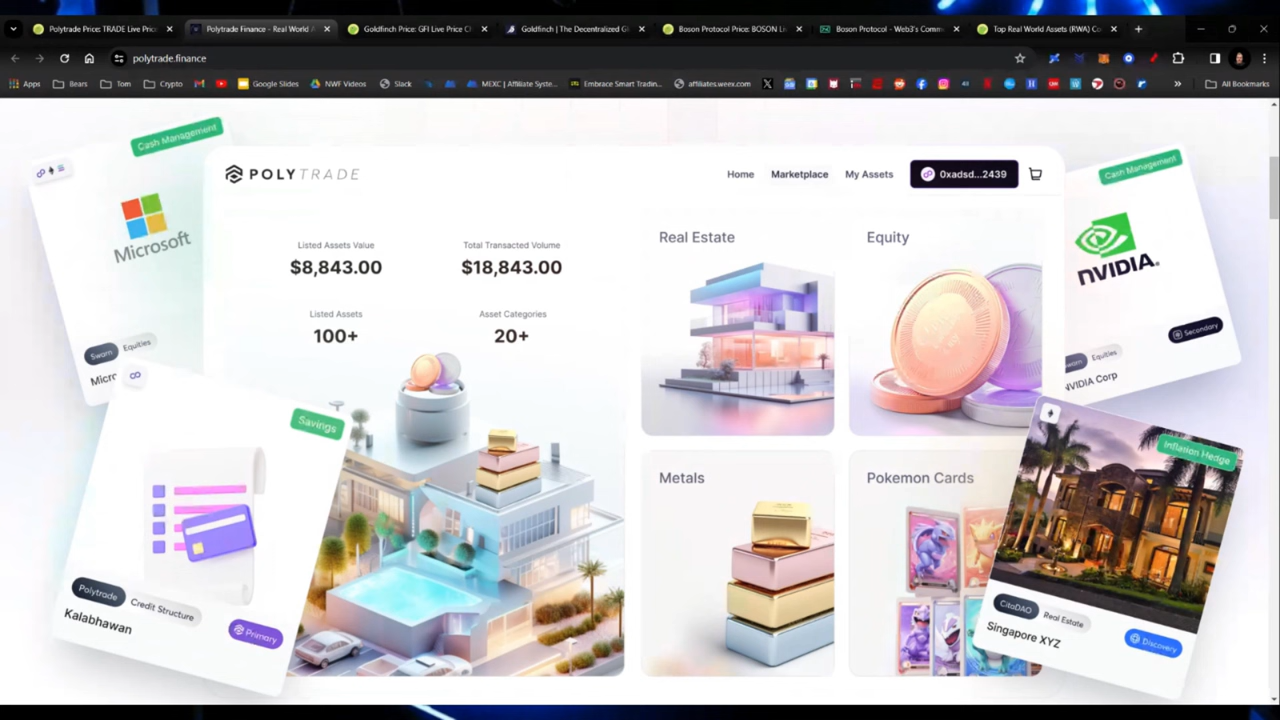 Polytrade Price: TRADE Live Pric
Polytrade Finance - Real World A
Goldfinch Price: GFI Live Price Ch
Goldfinch | The Decentralized G
Boson Protocol Price: BOSON Li
Boson Protocol - Web3's Comm
Top Real World Assets (RWA) Co
polytrade.finance
Apps
Bears
Tom
Crypto
Google Slides
NWF Videos
Slack
MEXC | Affiliate Syste...
Embrace Smart Tradin...
affiliates.weex.com
All Bookmarks
Cash Management
Microsoft
Swarm
Equities
Micr
POLYTRADE
Home
Marketplace
My Assets
0xadsd...2439
Listed Assets Value
$8,843.00
Total Transacted Volume
$18,843.00
Listed Assets
100+
Asset Categories
20+
Real Estate
Equity
Metals
Pokemon Cards
Cash Management
NVIDIA.
Secondary
Equities
NVIDIA Corp
Savings
Polytrade
Credit Structure
Kalabhawan
Primary
Inflation Hedge
CitaDAO
Real Estate
Singapore XYZ
Discovery